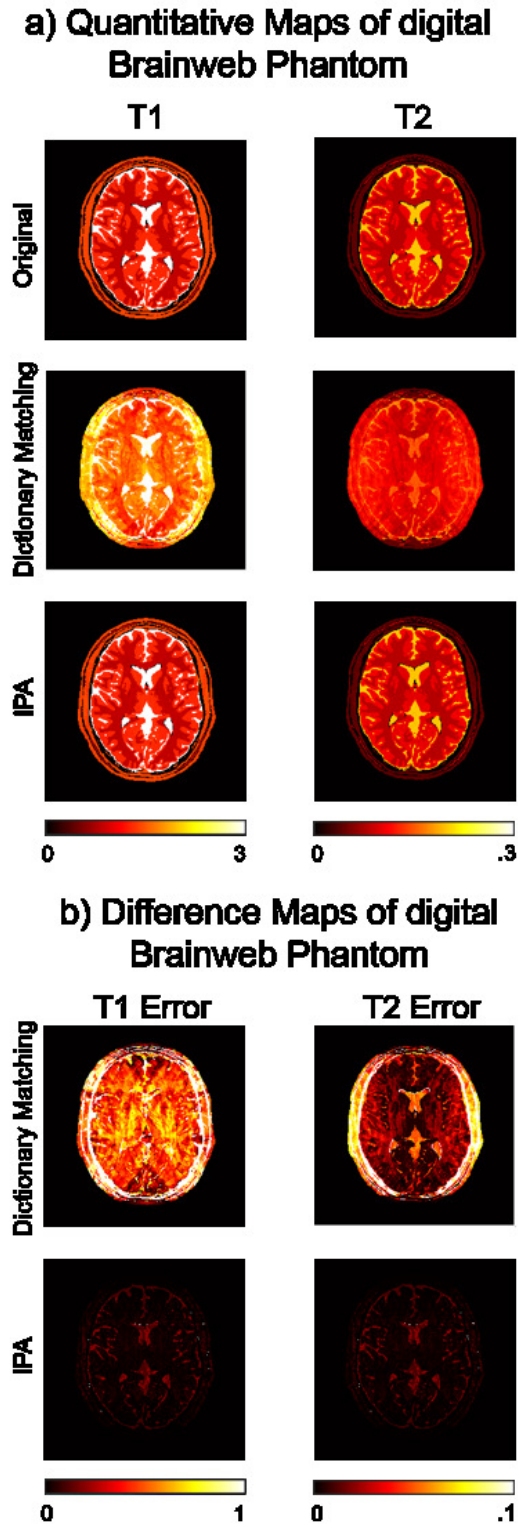 a) Quantitative Maps of digital
Brainweb Phantom
T1 T2
Original
Dictionary Matching
IPA
0 3 0 .3
b) Difference Maps of digital
Brainweb Phantom
T1 Error T2 Error
Dictionary Matching
IPA
0 1 0 .1